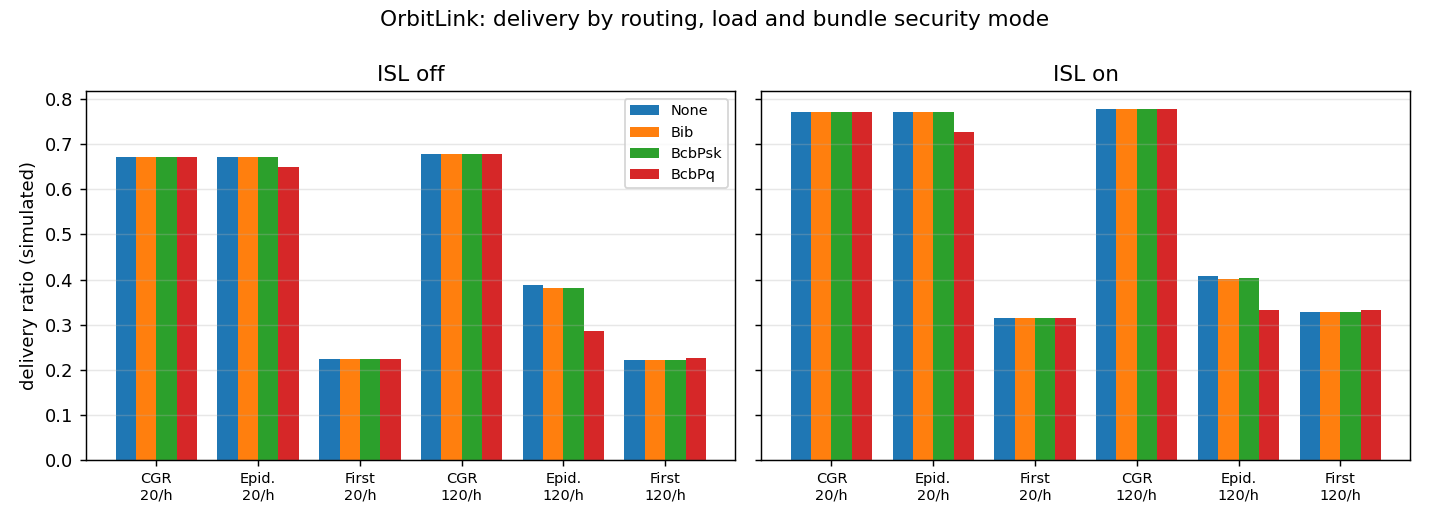 OrbitLink: delivery by routing, load and bundle security mode
ISL off
ISL on
delivery ratio (simulated)
0.8
0.7
0.6
0.5
0.4
0.3
0.2
0.1
0.0
None
Bib
BcbPsk
BcbPq
CGR
20/h
Epid.
20/h
First
20/h
CGR
120/h
Epid.
120/h
First
120/h
CGR
20/h
Epid.
20/h
First
20/h
CGR
120/h
Epid.
120/h
First
120/h